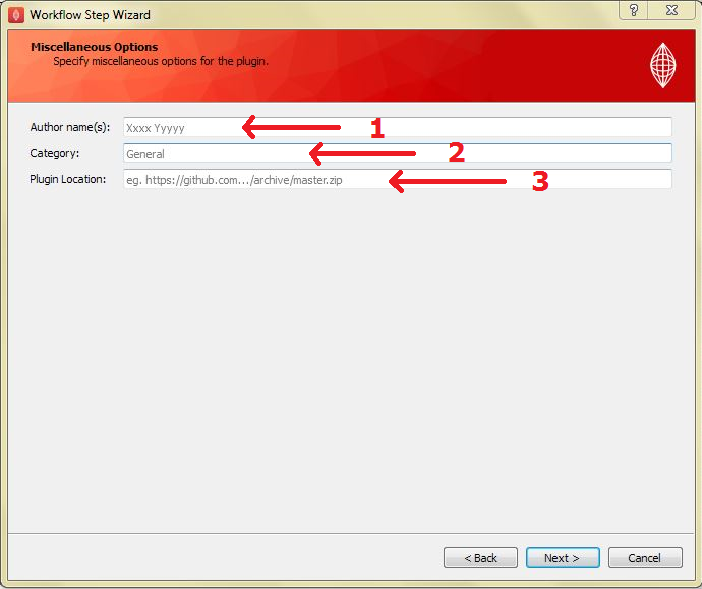 Workflow Step Wizard
?
Miscellaneous Options
Specify miscellaneous options for the plugin.
Author name(s): Xxxx Yyyyy 1
Category: General 2
Plugin Location: eg. https://github.com.../archive/master.zip 3
< Back Next > Cancel